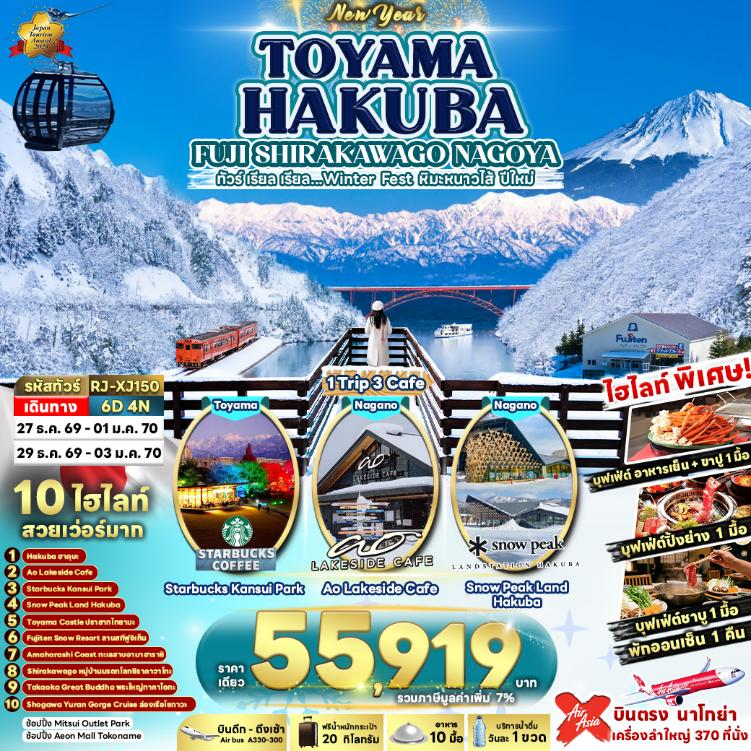 Japan
Tourism
Award
2024
New Year
TOYAMA
HAKUBA
FUJI SHIRAKAWAGO NAGOYA
ทัวร์ เรียล เรียล...Winter Fest หิมะหนาวไส้ ปีใหม่
Fujiten
รหัสทัวร์ RJ-XJ150
เดินทาง 6D 4N
27 ธ.ค. 69 - 01 ม.ค. 70
29 ธ.ค. 69 - 03 ม.ค. 70
1 Trip 3 Cafe
Toyama
Nagano
Nagano
STARBUCKS
COFFEE
ao
LAKESIDE CAFE
ao
LAKESIDE CAFE
snow peak
LANDSTATION HAKUBA
Starbucks Kansui Park
Ao Lakeside Cafe
Snow Peak Land
Hakuba
ไฮไลท์ พิเศษ!
บุฟเฟ่ต์ อาหารเย็น + ขาปู 1 มื้อ
บุฟเฟ่ต์ปิ้งย่าง 1 มื้อ
บุฟเฟ่ต์ชาบู 1 มื้อ
พักออนเซ็น 1 คืน
10 ไฮไลท์
สวยเว่อร์มาก
1 Hakuba ฮาคุบะ
2 Ao Lakeside Cafe
3 Starbucks Kansui Park
4 Snow Peak Land Hakuba
5 Toyama Castle ปราสาทโทยามะ
6 Fujiten Snow Resort ลานสกีฟูจิเท็น
7 Amaharashi Coast ทะเลสาบอามาฮาราชิ
8 Shirakawago หมู่บ้านมรดกโลกชิราคาวาโกะ
9 Takaoka Great Buddha พระใหญ่ทาคาโอกะ
10 Shogawa Yuran Gorge Cruise ล่องเรือโชกาวะ
ช้อปปิ้ง Mitsui Outlet Park
ช้อปปิ้ง Aeon Mall Tokoname
ราคา
เดียว
55,919
บาท
รวมภาษีมูลค่าเพิ่ม 7%
บินดึก - ถึงเช้า
Air bus A330-300
ฟรีน้ำหนักกระเป๋า
20 กิโลกรัม
อาหาร
10 มื้อ
บริการน้ำดื่ม
วันละ 1 ขวด
Air
Asia
บินตรง นาโกย่า
เครื่องลำใหญ่ 370 ที่นั่ง